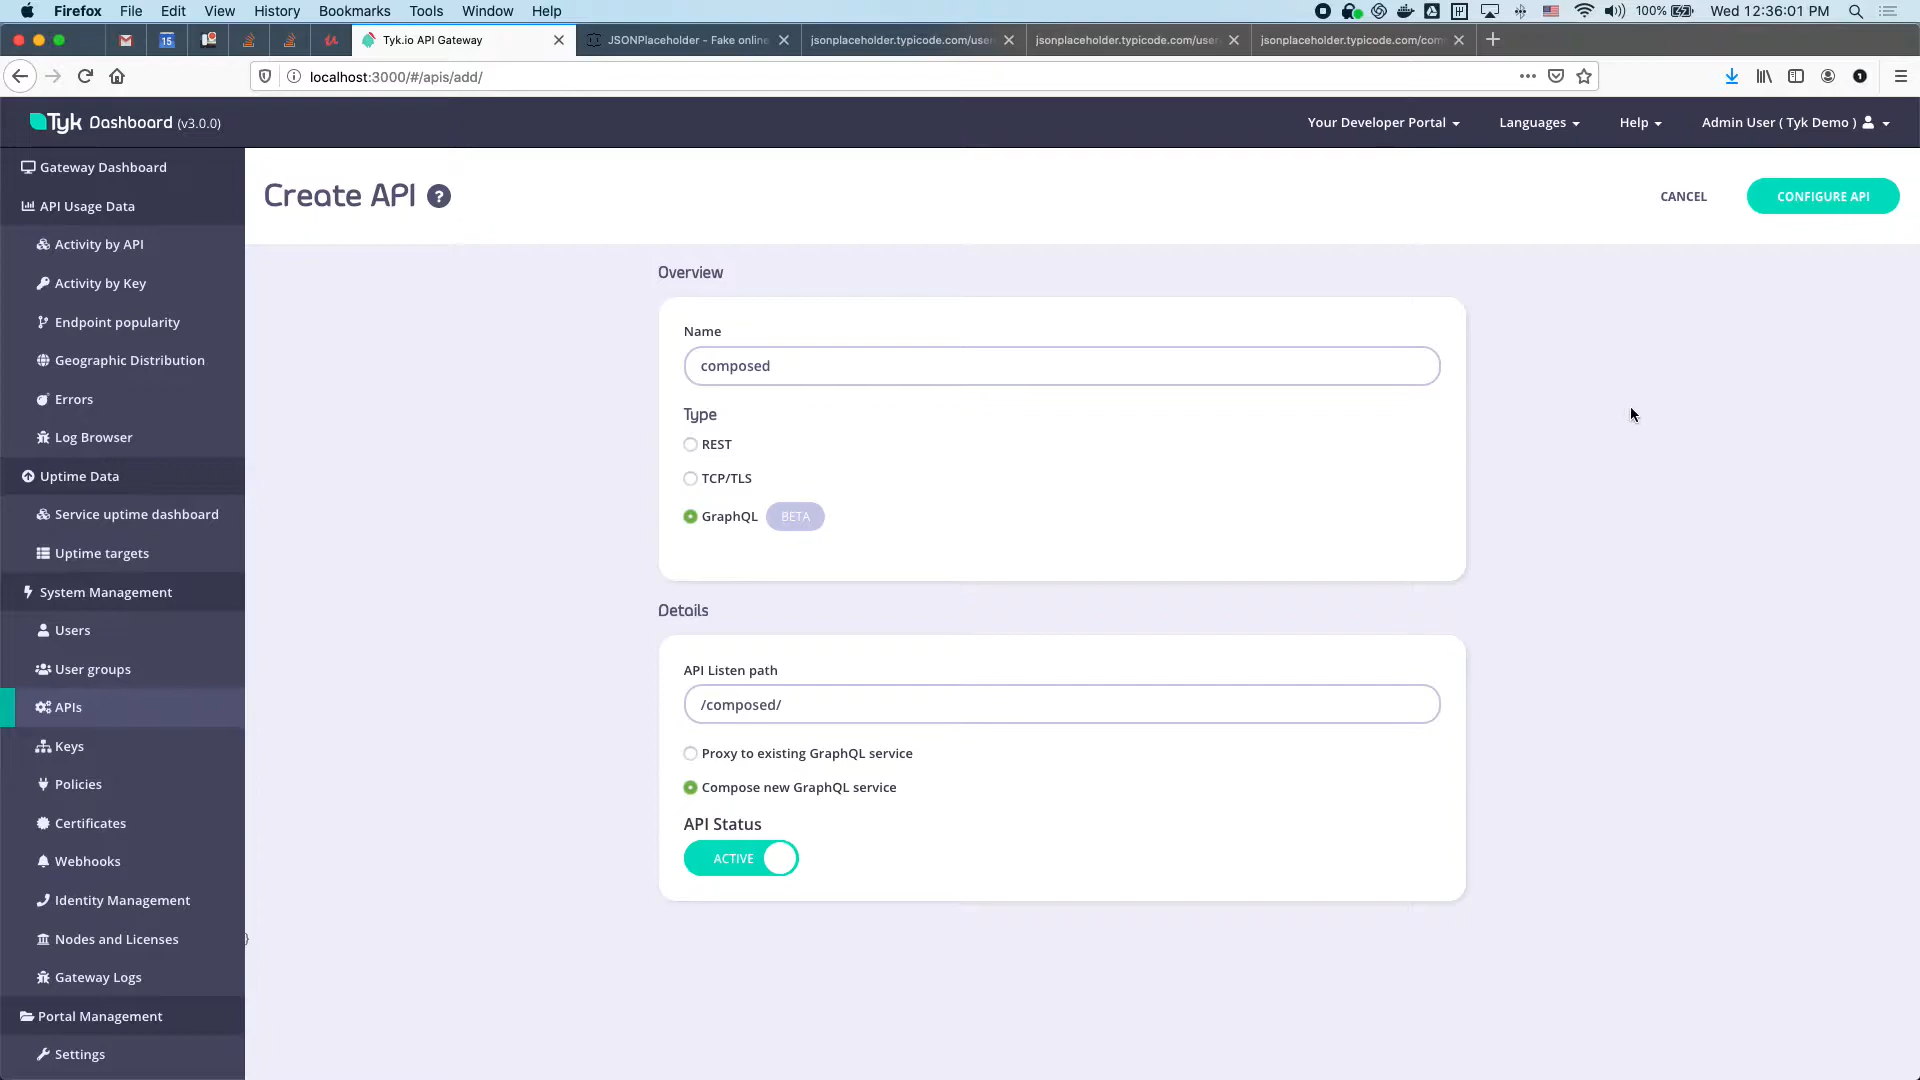 Firefox File Edit View History Bookmarks Tools Window Help 100% Wed 12:36:01 PM
15 Tyk.io API Gateway JSONPlaceholder - Fake online jsonplaceholder.typicode.com/use jsonplaceholder.typicode.com/user jsonplaceholder.typicode.com/com
localhost:3000/#/apis/add/
Tyk Dashboard (v3.0.0) Your Developer Portal Languages Help Admin User ( Tyk Demo )
Gateway Dashboard
API Usage Data
Activity by API
Activity by Key
Endpoint popularity
Geographic Distribution
Errors
Log Browser
Uptime Data
Service uptime dashboard
Uptime targets
System Management
Users
User groups
APIs
Keys
Policies
Certificates
Webhooks
Identity Management
Nodes and Licenses
Gateway Logs
Portal Management
Settings
Create API ?
CANCEL
CONFIGURE API
Overview
Name
composed
Type
REST
TCP/TLS
GraphQL BETA
Details
API Listen path
/composed/
Proxy to existing GraphQL service
Compose new GraphQL service
API Status
ACTIVE
}